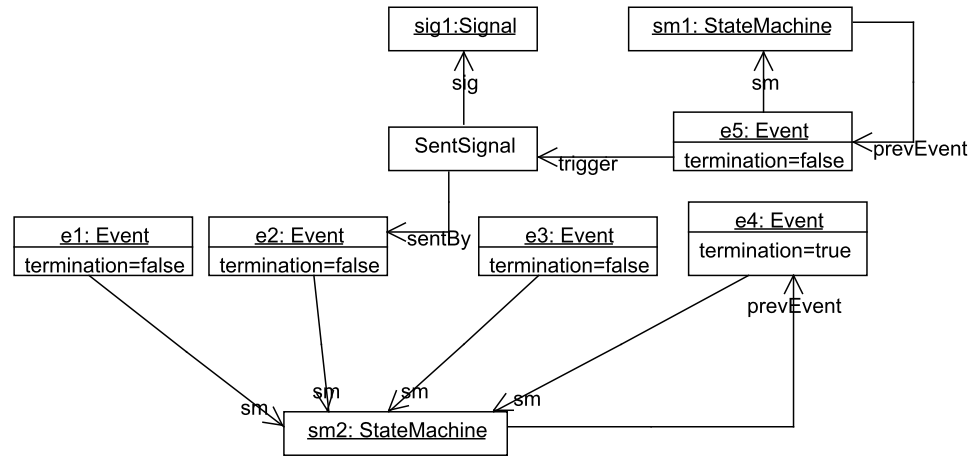 sig1:Signal
sm1: StateMachine
sig
sm
e5: Event
termination=false
prevEvent
SentSignal
trigger
e1: Event
termination=false
e2: Event
termination=false
sentBy
e3: Event
termination=false
e4: Event
termination=true
prevEvent
sm
sm
sm
sm
sm2: StateMachine